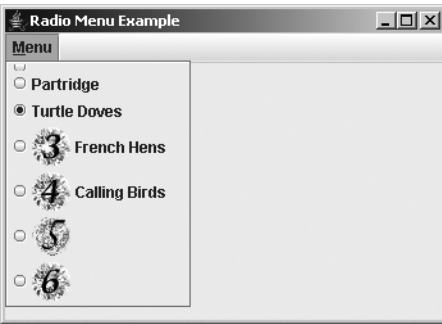 Radio Menu Example
Menu
Partridge
Turtle Doves
3 French Hens
4 Calling Birds
5
6